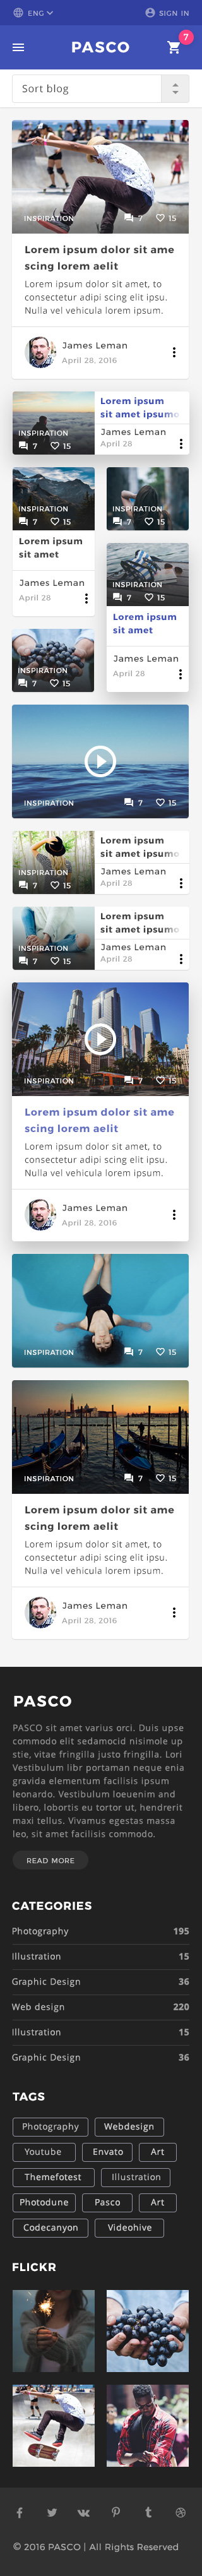 ENG SIGN IN
PASCO 7
Sort blog
INSPIRATION 7 15
Lorem ipsum dolor sit ame
scing lorem aelit
Lorem ipsum dolor sit amet, to
consectetur adipisi scing elit ipsu.
Nulla vel vehicula lorem ipsum.
James Leman
April 28, 2016
INSPIRATION
7 15
Lorem ipsum
sit amet ipsumo
James Leman
April 28
INSPIRATION
7 15
Lorem ipsum
sit amet
James Leman
April 28
INSPIRATION
7 15
INSPIRATION
7 15
Lorem ipsum
sit amet
James Leman
April 28
INSPIRATION
7 15
INSPIRATION 7 15
INSPIRATION
7 15
Lorem ipsum
sit amet ipsumo
James Leman
April 28
INSPIRATION
7 15
Lorem ipsum
sit amet ipsumo
James Leman
April 28
INSPIRATION 7 15
Lorem ipsum dolor sit ame
scing lorem aelit
Lorem ipsum dolor sit amet, to
consectetur adipisi scing elit ipsu.
Nulla vel vehicula lorem ipsum.
James Leman
April 28, 2016
INSPIRATION 7 15
INSPIRATION 7 15
Lorem ipsum dolor sit ame
scing lorem aelit
Lorem ipsum dolor sit amet, to
consectetur adipisi scing elit ipsu.
Nulla vel vehicula lorem ipsum.
James Leman
April 28, 2016
PASCO
PASCO sit amet varius orci. Duis upse
commodo elit sedamocid nisimole up
stie, vitae fringilla justo fringilla. Lori
Vestibulum libr portaman neque enia
gravida elementum facilisis ipsum
leonardo. Vestibulum loeuenim and
libero, lobortis eu tortor ut, hendrerit
maxi tellus. Vivamus egestas massa
leo, sit amet facilisis commodo.
READ MORE
CATEGORIES
Photography 195
Illustration 15
Graphic Design 36
Web design 220
Illustration 15
Graphic Design 36
TAGS
Photography Webdesign
Youtube Envato Art
Themefotest Illustration
Photodune Pasco Art
Codecanyon Videohive
FLICKR
© 2016 PASCO | All Rights Reserved